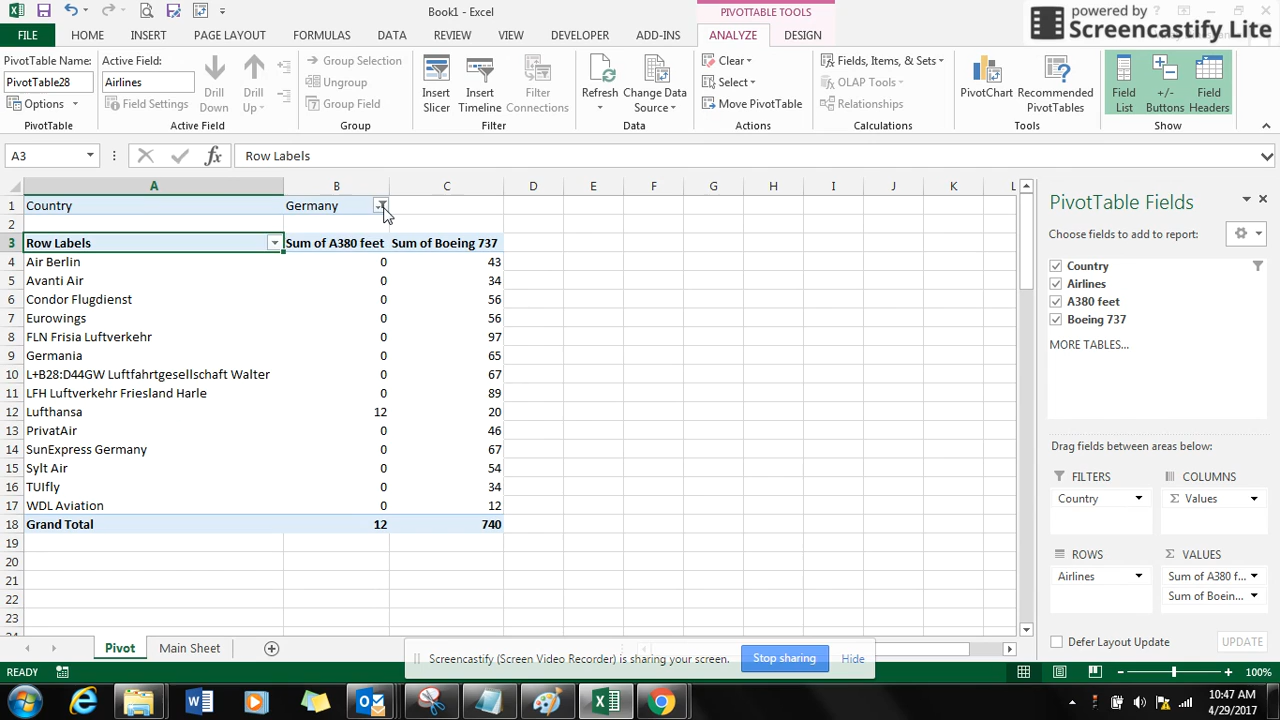 Book1 - Excel
PIVOTTABLE TOOLS
powered by
Screencastify Lite
FILE HOME INSERT PAGE LAYOUT FORMULAS DATA REVIEW VIEW DEVELOPER ADD-INS ANALYZE DESIGN
PivotTable Name:
PivotTable28
Options
PivotTable
Active Field:
Airlines
Field Settings
Drill Down
Drill Up
Active Field
Group Selection
Ungroup
Group Field
Group
Insert Slicer
Insert Timeline
Filter Connections
Filter
Refresh
Change Data Source
Data
Clear
Select
Move PivotTable
Actions
Fields, Items, & Sets
OLAP Tools
Relationships
Calculations
PivotChart
Recommended PivotTables
Tools
Field List
+/- Buttons
Field Headers
Show
A3
fx
Row Labels
A B C D E F G H I J K L
1 Country Germany
2
3 Row Labels Sum of A380 feet Sum of Boeing 737
4 Air Berlin 0 43
5 Avanti Air 0 34
6 Condor Flugdienst 0 56
7 Eurowings 0 56
8 FLN Frisia Luftverkehr 0 97
9 Germania 0 65
10 L+B28:D44GW Luftfahrtgesellschaft Walter 0 67
11 LFH Luftverkehr Friesland Harle 0 89
12 Lufthansa 12 20
13 PrivatAir 0 46
14 SunExpress Germany 0 67
15 Sylt Air 0 54
16 TUIfly 0 34
17 WDL Aviation 0 12
18 Grand Total 12 740
19
20
21
22
23
PivotTable Fields
Choose fields to add to report:
Country
Airlines
A380 feet
Boeing 737
MORE TABLES...
Drag fields between areas below:
FILTERS
Country
COLUMNS
Σ Values
ROWS
Airlines
Σ VALUES
Sum of A380 f...
Sum of Boein...
Defer Layout Update
UPDATE
Pivot
Main Sheet
Screencastify (Screen Video Recorder) is sharing your screen.
Stop sharing
Hide
READY
100%
10:47 AM
4/29/2017